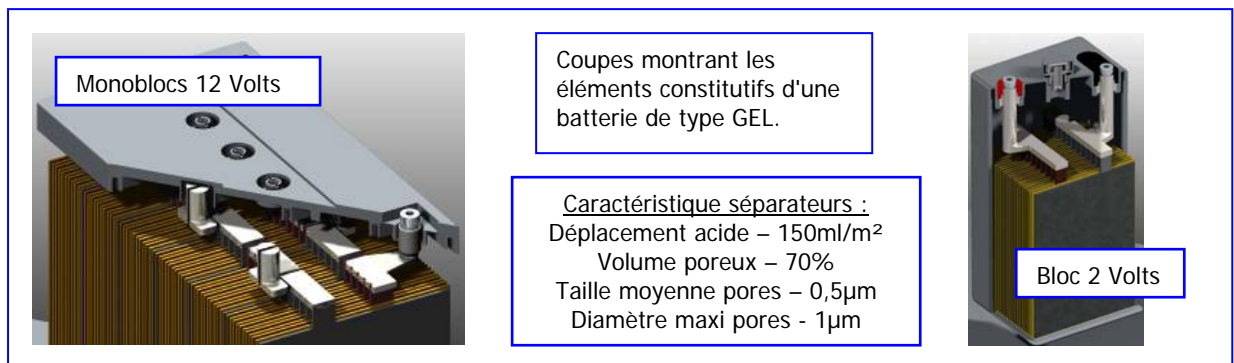 Monoblocs 12 Volts
Coupes montrant les
éléments constitutifs d'une
batterie de type GEL.
Caractéristique séparateurs :
Déplacement acide – 150ml/m²
Volume poreux – 70%
Taille moyenne pores – 0,5µm
Diamètre maxi pores - 1µm
Bloc 2 Volts